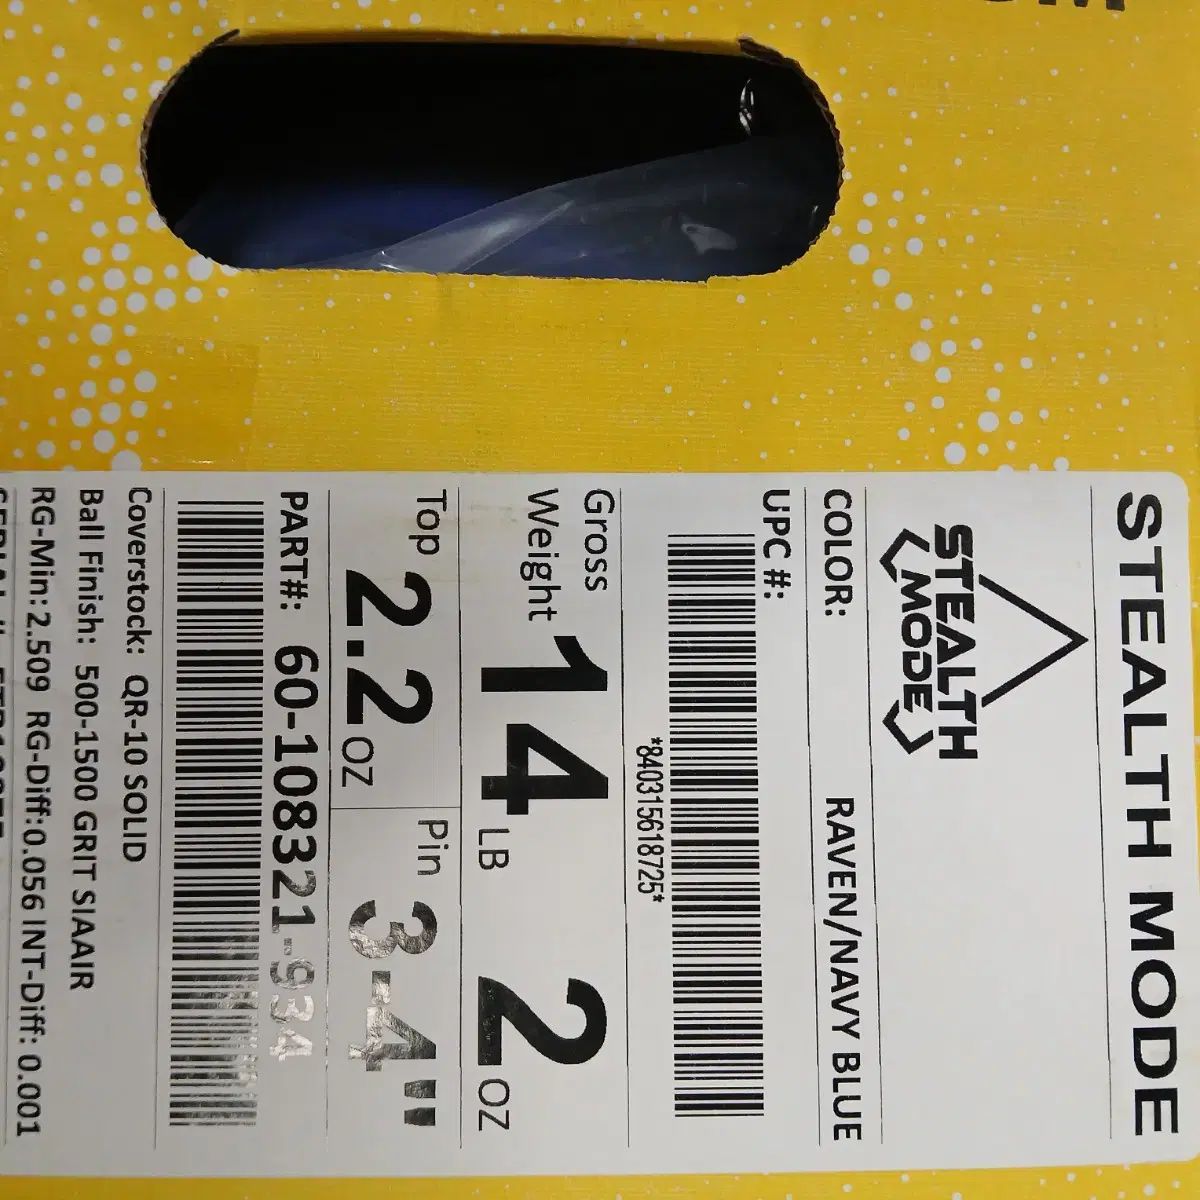 STEALTH MODE
STEALTH
MODE
COLOR: RAVEN/NAVY BLUE
UPC #:
*840315618725*
Gross Weight 14 LB 2 OZ
Top 2.2 OZ Pin 3-4"
PART#: 60-108321-934
Coverstock: QR-10 SOLID
Ball Finish: 500-1500 GRIT SIAAIR
RG-Min: 2.509 RG-Diff:0.056 INT-Diff: 0.001